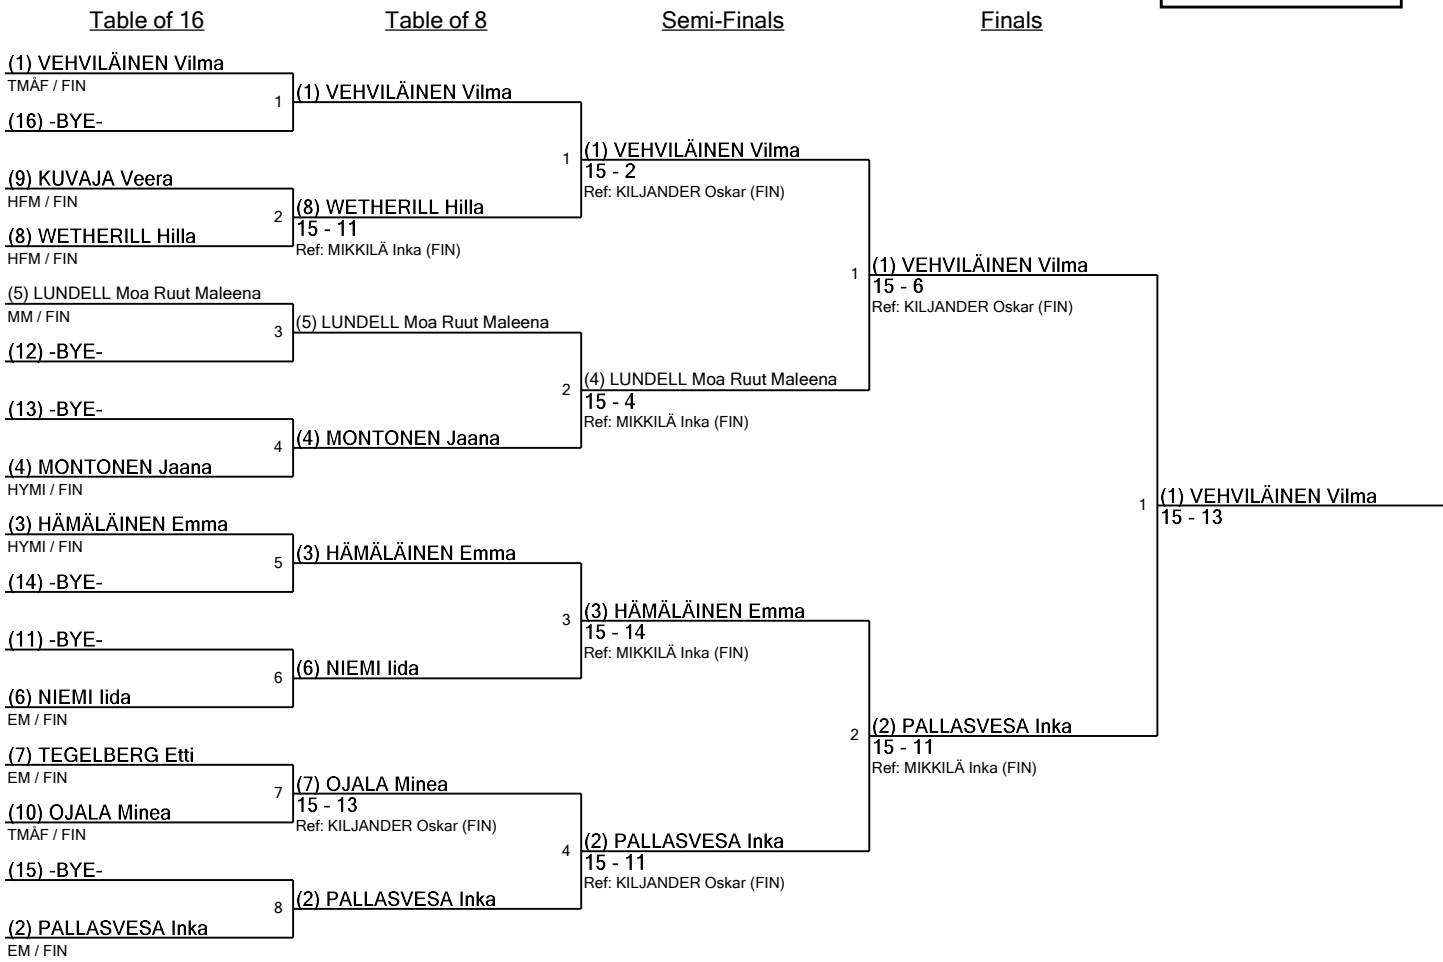 Table of 16
Table of 8
Semi-Finals
Finals
(1) VEHVILÄINEN Vilma
TMÅF / FIN
1
(16) -BYE-
(9) KUVAJA Veera
HFM / FIN
2
(8) WETHERILL Hilla
HFM / FIN
(5) LUNDELL Moa Ruut Maleena
MM / FIN
3
(12) -BYE-
(13) -BYE-
4
(4) MONTONEN Jaana
HYMI / FIN
(3) HÄMÄLÄINEN Emma
HYMI / FIN
5
(14) -BYE-
(11) -BYE-
6
(6) NIEMI Iida
EM / FIN
(7) TEGELBERG Etti
EM / FIN
7
(10) OJALA Minea
TMÅF / FIN
(15) -BYE-
8
(2) PALLASVESA Inka
EM / FIN
(1) VEHVILÄINEN Vilma
1
(8) WETHERILL Hilla
15 - 11
Ref: MIKKILÄ Inka (FIN)
(5) LUNDELL Moa Ruut Maleena
2
(4) MONTONEN Jaana
(3) HÄMÄLÄINEN Emma
3
(6) NIEMI Iida
(7) OJALA Minea
15 - 13
Ref: KILJANDER Oskar (FIN)
4
(2) PALLASVESA Inka
(1) VEHVILÄINEN Vilma
15 - 2
Ref: KILJANDER Oskar (FIN)
1
(4) LUNDELL Moa Ruut Maleena
15 - 4
Ref: MIKKILÄ Inka (FIN)
(3) HÄMÄLÄINEN Emma
15 - 14
Ref: MIKKILÄ Inka (FIN)
2
(2) PALLASVESA Inka
15 - 11
Ref: KILJANDER Oskar (FIN)
(1) VEHVILÄINEN Vilma
15 - 6
Ref: KILJANDER Oskar (FIN)
1
(2) PALLASVESA Inka
15 - 11
Ref: MIKKILÄ Inka (FIN)
(1) VEHVILÄINEN Vilma
15 - 13